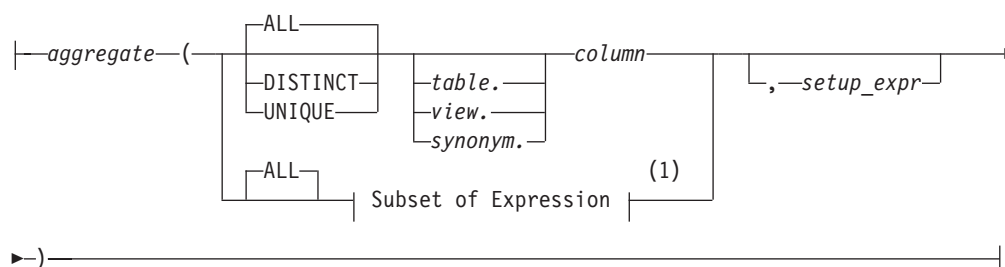 ALL
aggregate ( column
DISTINCT table. , setup_expr
UNIQUE view.
synonym.
ALL (1)
Subset of Expression
)